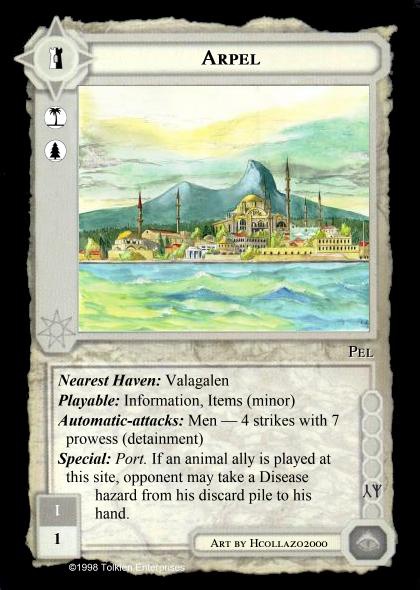 ARPEL
PEL
Nearest Haven: Valagalen
Playable: Information, Items (minor)
Automatic-attacks: Men — 4 strikes with 7
prowess (detainment)
Special: Port. If an animal ally is played at
this site, opponent may take a Disease
hazard from his discard pile to his
hand.
I
1
ART BY HCOLLAZO2000
©1998 Tolkien Enterprises